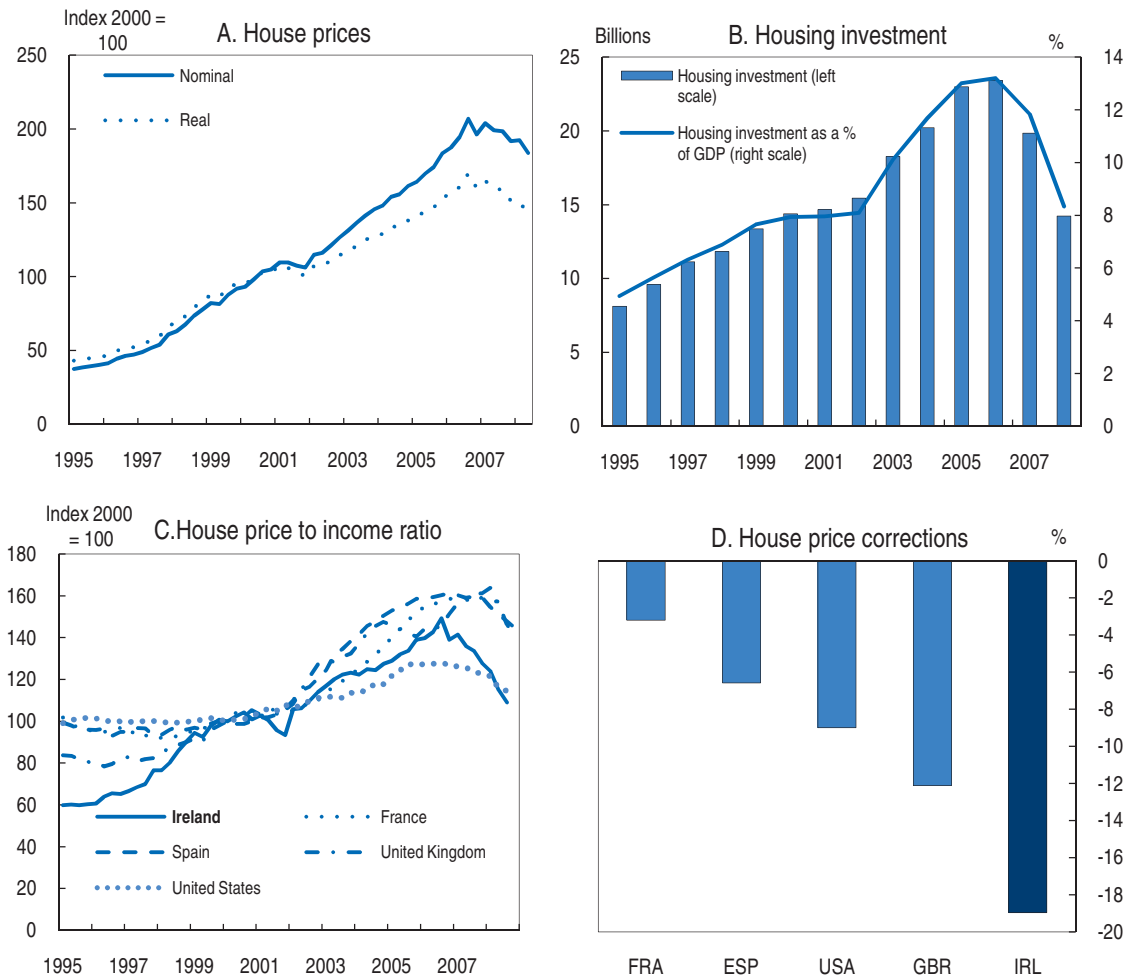 Index 2000 =
100
A. House prices
250
200
150
100
50
0
Nominal
Real
1995 1997 1999 2001 2003 2005 2007
Billions
B. Housing investment
%
25
20
15
10
5
0
Housing investment (left
scale)
Housing investment as a %
of GDP (right scale)
14
12
10
8
6
4
2
0
1995 1997 1999 2001 2003 2005 2007
Index 2000
= 100
C.House price to income ratio
180
160
140
120
100
80
60
40
20
0
Ireland
France
Spain
United Kingdom
United States
1995 1997 1999 2001 2003 2005 2007
D. House price corrections
%
0
-2
-4
-6
-8
-10
-12
-14
-16
-18
-20
FRA ESP USA GBR IRL